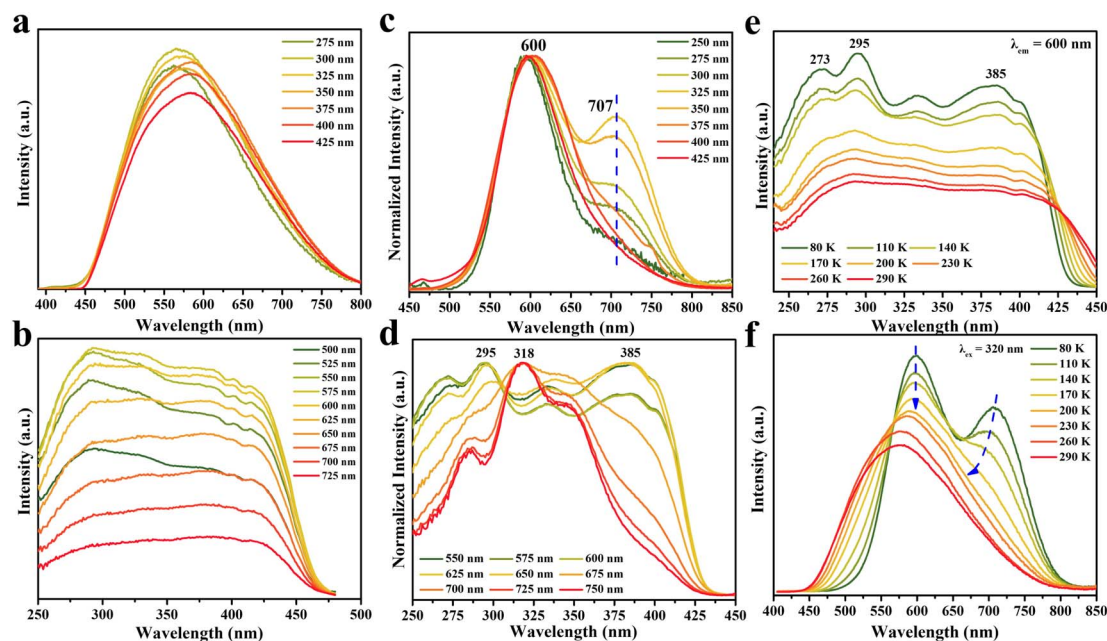 a
275 nm
300 nm
325 nm
350 nm
375 nm
400 nm
425 nm
Intensity (a.u.)
400 450 500 550 600 650 700 750 800
Wavelength (nm)
b
500 nm
525 nm
550 nm
575 nm
600 nm
625 nm
650 nm
675 nm
700 nm
725 nm
Intensity (a.u.)
250 300 350 400 450 500
Wavelength (nm)
c
600
707
250 nm
275 nm
300 nm
325 nm
350 nm
375 nm
400 nm
425 nm
Normalized Intensity (a.u.)
450 500 550 600 650 700 750 800 850
Wavelength (nm)
d
295 318 385
550 nm 575 nm 600 nm
625 nm 650 nm 675 nm
700 nm 725 nm 750 nm
Normalized Intensity (a.u.)
250 300 350 400 450
Wavelength (nm)
e
λem = 600 nm
273 295 385
80 K 110 K 140 K
170 K 200 K 230 K
260 K 290 K
Intensity (a.u.)
250 300 350 400 450
Wavelength (nm)
f
λex = 320 nm
80 K
110 K
140 K
170 K
200 K
230 K
260 K
290 K
Intensity (a.u.)
400 450 500 550 600 650 700 750 800 850
Wavelength (nm)